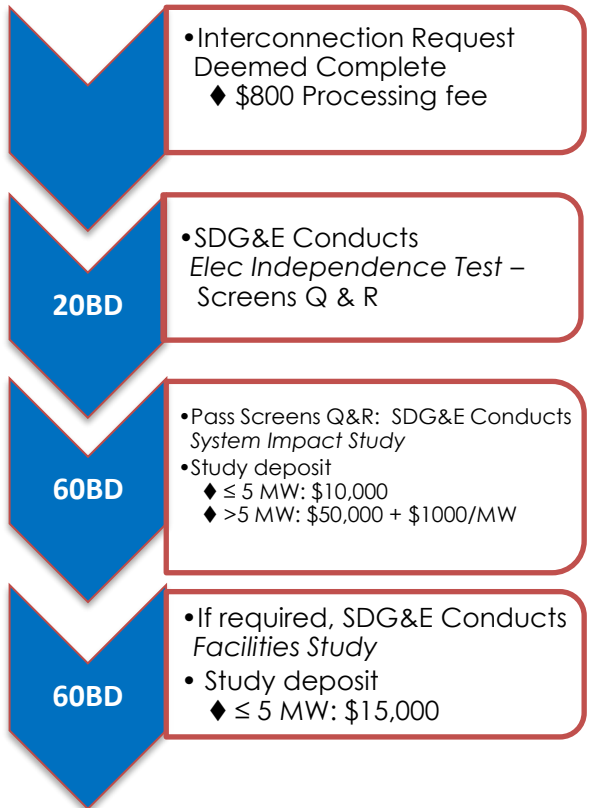 •Interconnection Request
Deemed Complete
♦ $800 Processing fee
20BD
•SDG&E Conducts
Elec Independence Test –
Screens Q & R
60BD
•Pass Screens Q&R: SDG&E Conducts
System Impact Study
•Study deposit
♦ ≤ 5 MW: $10,000
♦ >5 MW: $50,000 + $1000/MW
60BD
•If required, SDG&E Conducts
Facilities Study
• Study deposit
♦ ≤ 5 MW: $15,000